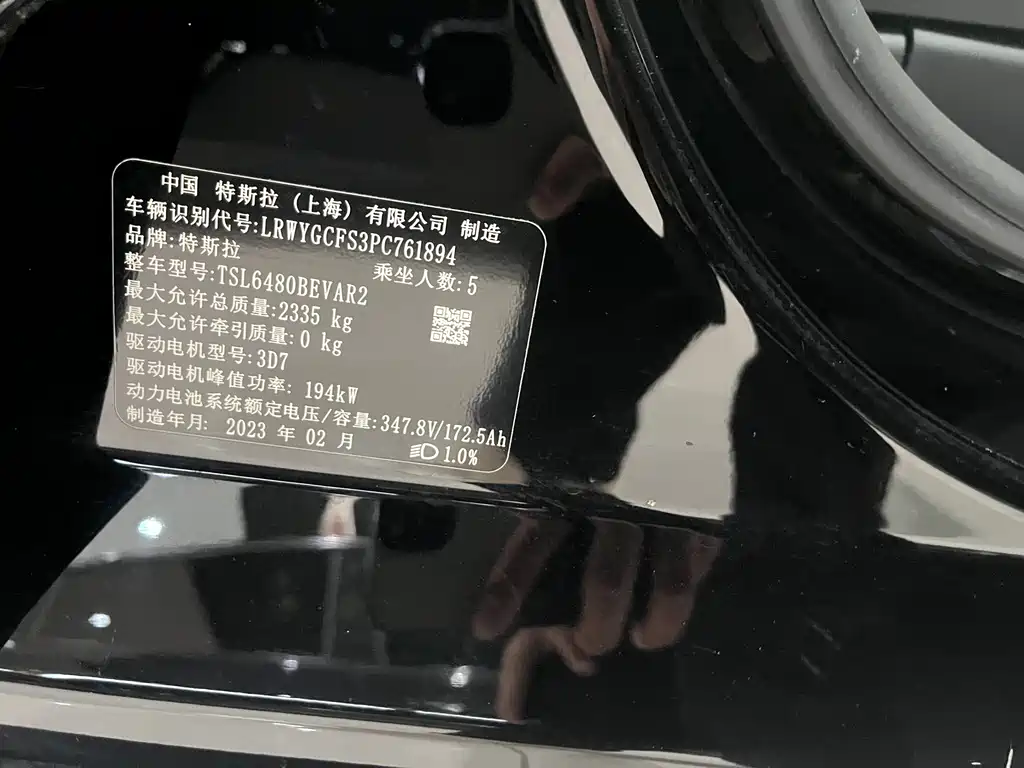 中国 特斯拉（上海）有限公司 制造
车辆识别代号:LRWYGCFS3PC761894
品牌:特斯拉 乘坐人数:5
整车型号:TSL6480BEVAR2
最大允许总质量:2335 kg
最大允许牵引质量:0 kg
驱动电机型号:3D7
驱动电机峰值功率: 194kW
动力电池系统额定电压/容量:347.8V/172.5Ah
制造年月: 2023 年 02 月 1.0%